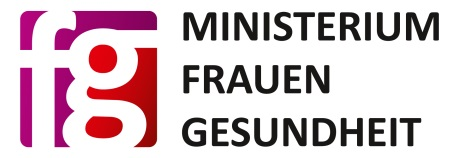 fg
MINISTERIUM
FRAUEN
GESUNDHEIT